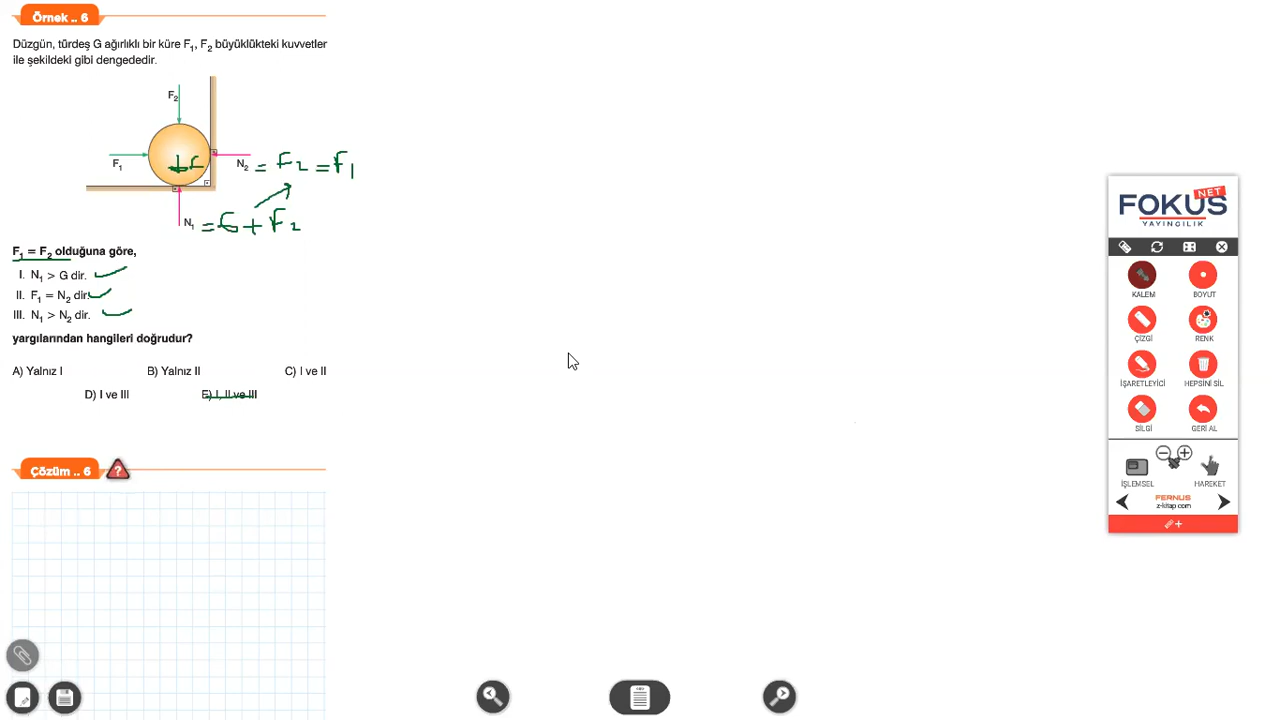 Örnek .. 6
Düzgün, türdeş G ağırlıklı bir küre F₁, F₂ büyüklükteki kuvvetler
ile şekildeki gibi dengededir.
F₂
F₁
N₂ = F₂ = F₁
N₁ = G + F₂
F₁ = F₂ olduğuna göre,
I. N₁ > G dir.
II. F₁ = N₂ dir.
III. N₁ > N₂ dir.
yargılarından hangileri doğrudur?
A) Yalnız I B) Yalnız II C) I ve II
D) I ve III E) I, II ve III
Çözüm .. 6
?
FOKUS NET
YAYINCILIK
KALEM BOYUT
ÇİZGİ RENK
İŞARETLEYİCİ HEPSİNİ SİL
SİLGİ GERİ AL
İŞLEMSEL HAREKET
FERNUS
z-kitap.com